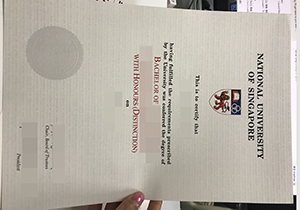 NATIONAL UNIVERSITY
OF SINGAPORE
This is to certify that
having fulfilled the requirements prescribed
by the University was conferred the degree of
BACHELOR OF
WITH HONOURS (DISTINCTION)
on
Chair, Board of Trustees
President